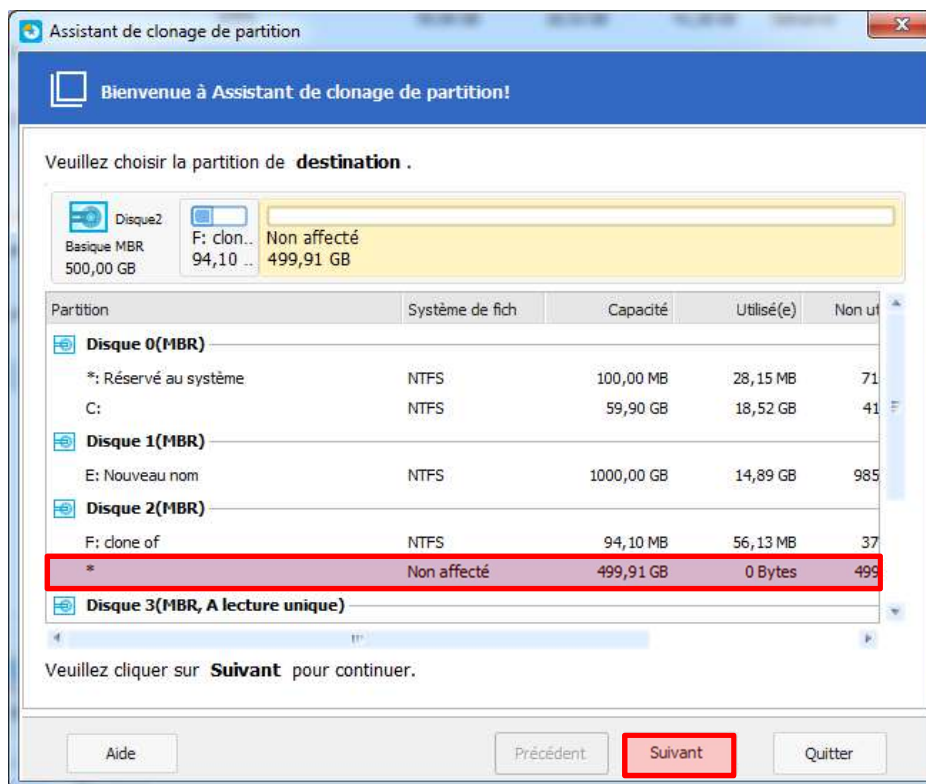 Assistant de clonage de partition
Bienvenue à Assistant de clonage de partition!
Veuillez choisir la partition de destination .
Disque2
Basique MBR
500,00 GB
F: clon..
94,10 ..
Non affecté
499,91 GB
Partition Système de fich Capacité Utilisé(e) Non ut
Disque 0(MBR)
*: Réservé au système NTFS 100,00 MB 28,15 MB 71
C: NTFS 59,90 GB 18,52 GB 41
Disque 1(MBR)
E: Nouveau nom NTFS 1000,00 GB 14,89 GB 985
Disque 2(MBR)
F: clone of NTFS 94,10 MB 56,13 MB 37
* Non affecté 499,91 GB 0 Bytes 499
Disque 3(MBR, A lecture unique)
Veuillez cliquer sur Suivant pour continuer.
Aide Précédent Suivant Quitter